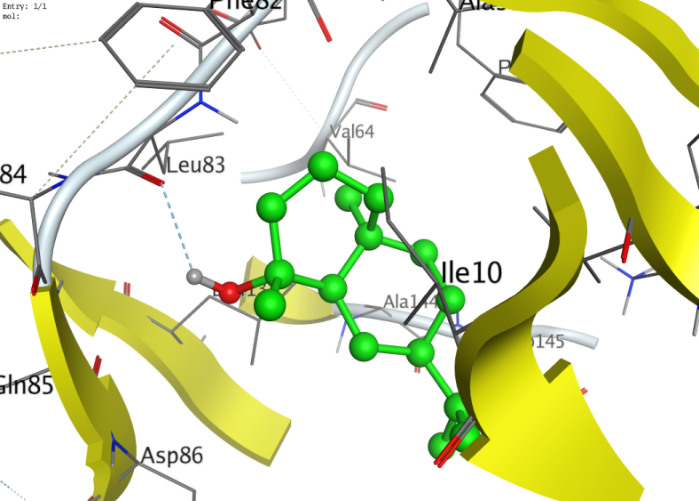 Entry: 1/1
mol:
Phe82
Val64
Leu83
84
Ile10
Ala144
Gln85
Asp86